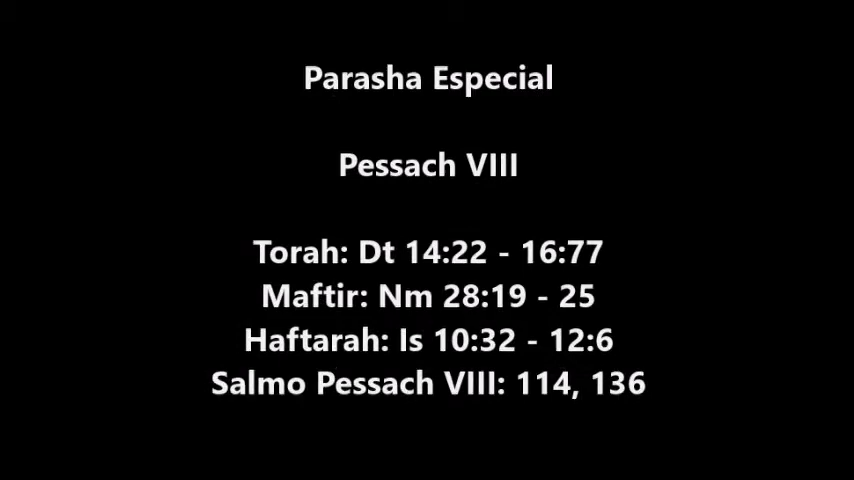 Parasha Especial
Pessach VIII
Torah: Dt 14:22 - 16:77
Maftir: Nm 28:19 - 25
Haftarah: Is 10:32 - 12:6
Salmo Pessach VIII: 114, 136